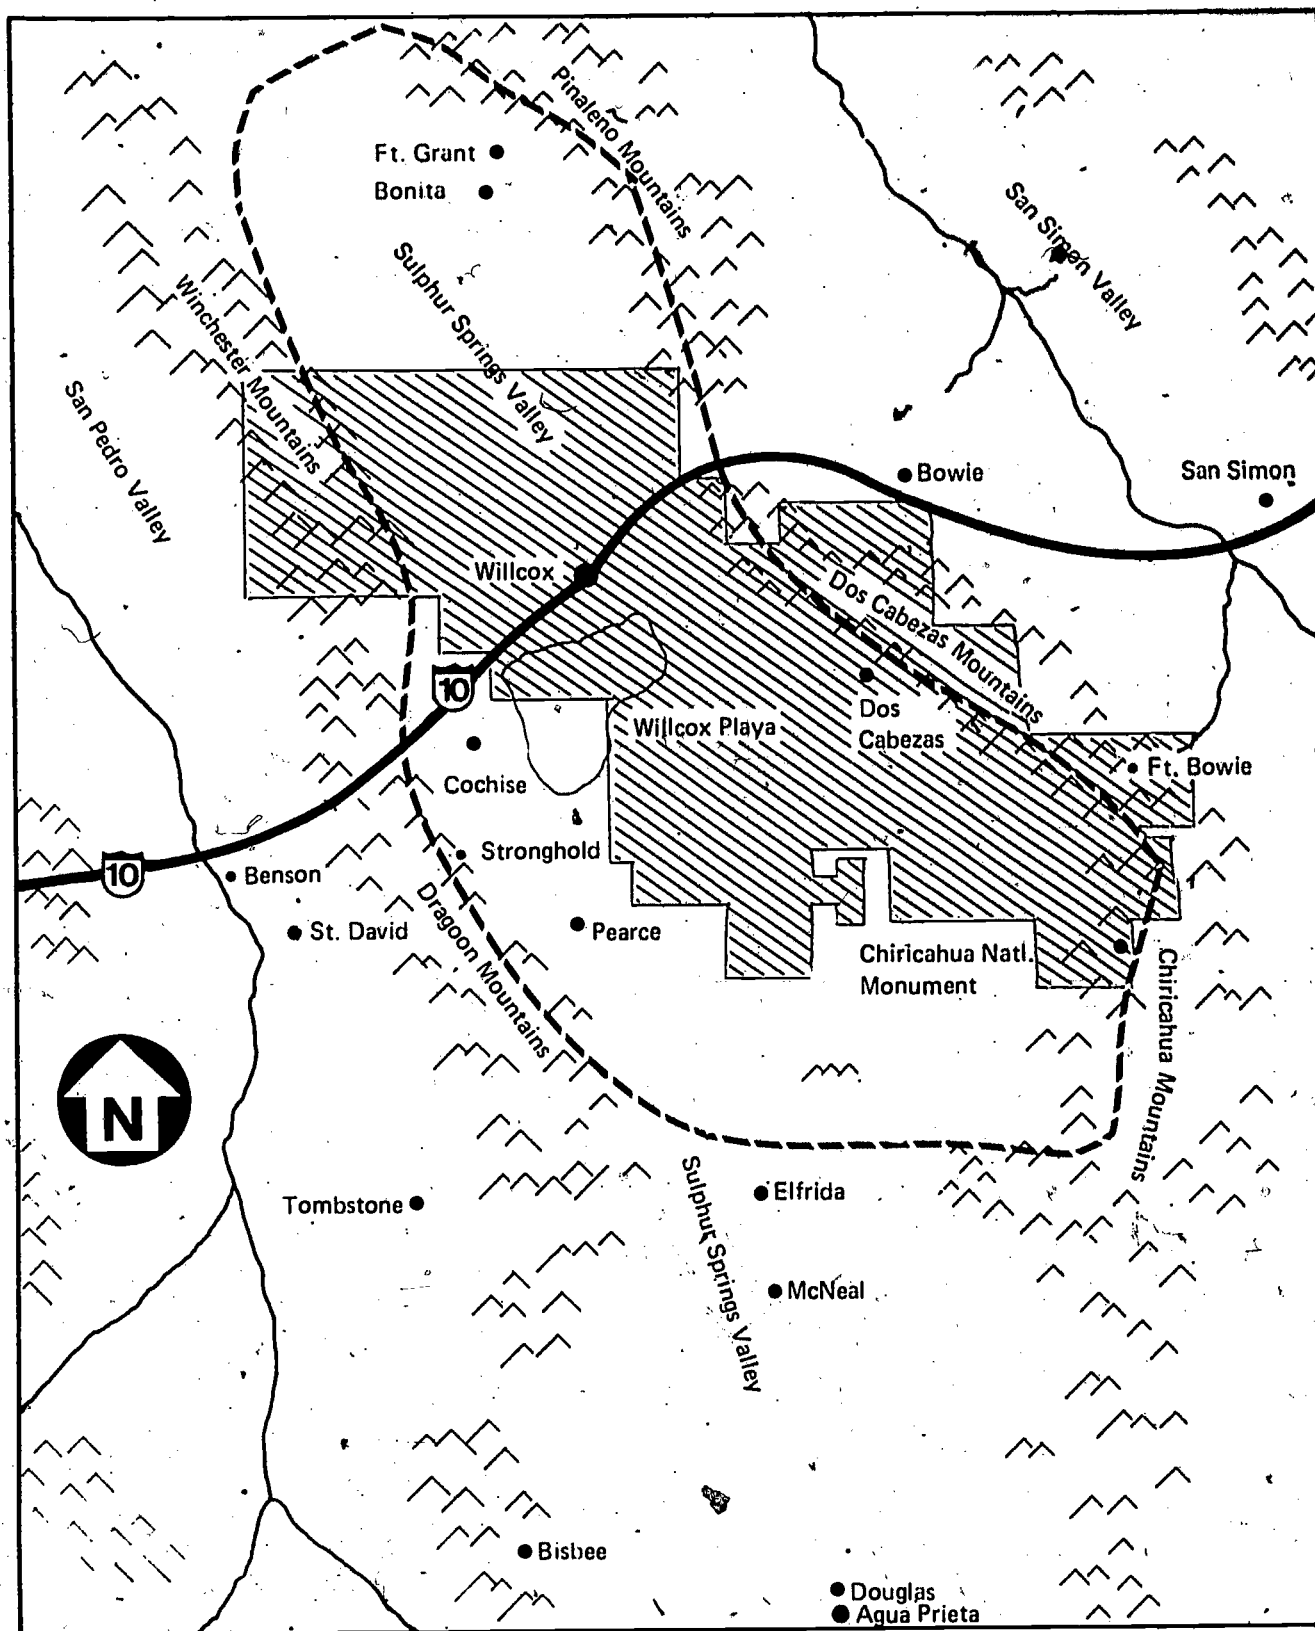 Pinaleño Mountains
Ft. Grant
Bonita
San Simon Valley
Sulphur Springs Valley
Winchester Mountains
San Pedro Valley
Bowie
San Simon
Willcox
Dos Cabezas Mountains
10
Willcox Playa
Dos
Cabezas
Ft. Bowie
Cochise
Stronghold
10
Benson
Dragoon Mountains
St. David
Pearce
Chiricahua Natl.
Monument
Chiricahua Mountains
N
Tombstone
Sulphur Springs Valley
Elfrida
McNeal
Bisbee
Douglas
Agua Prieta